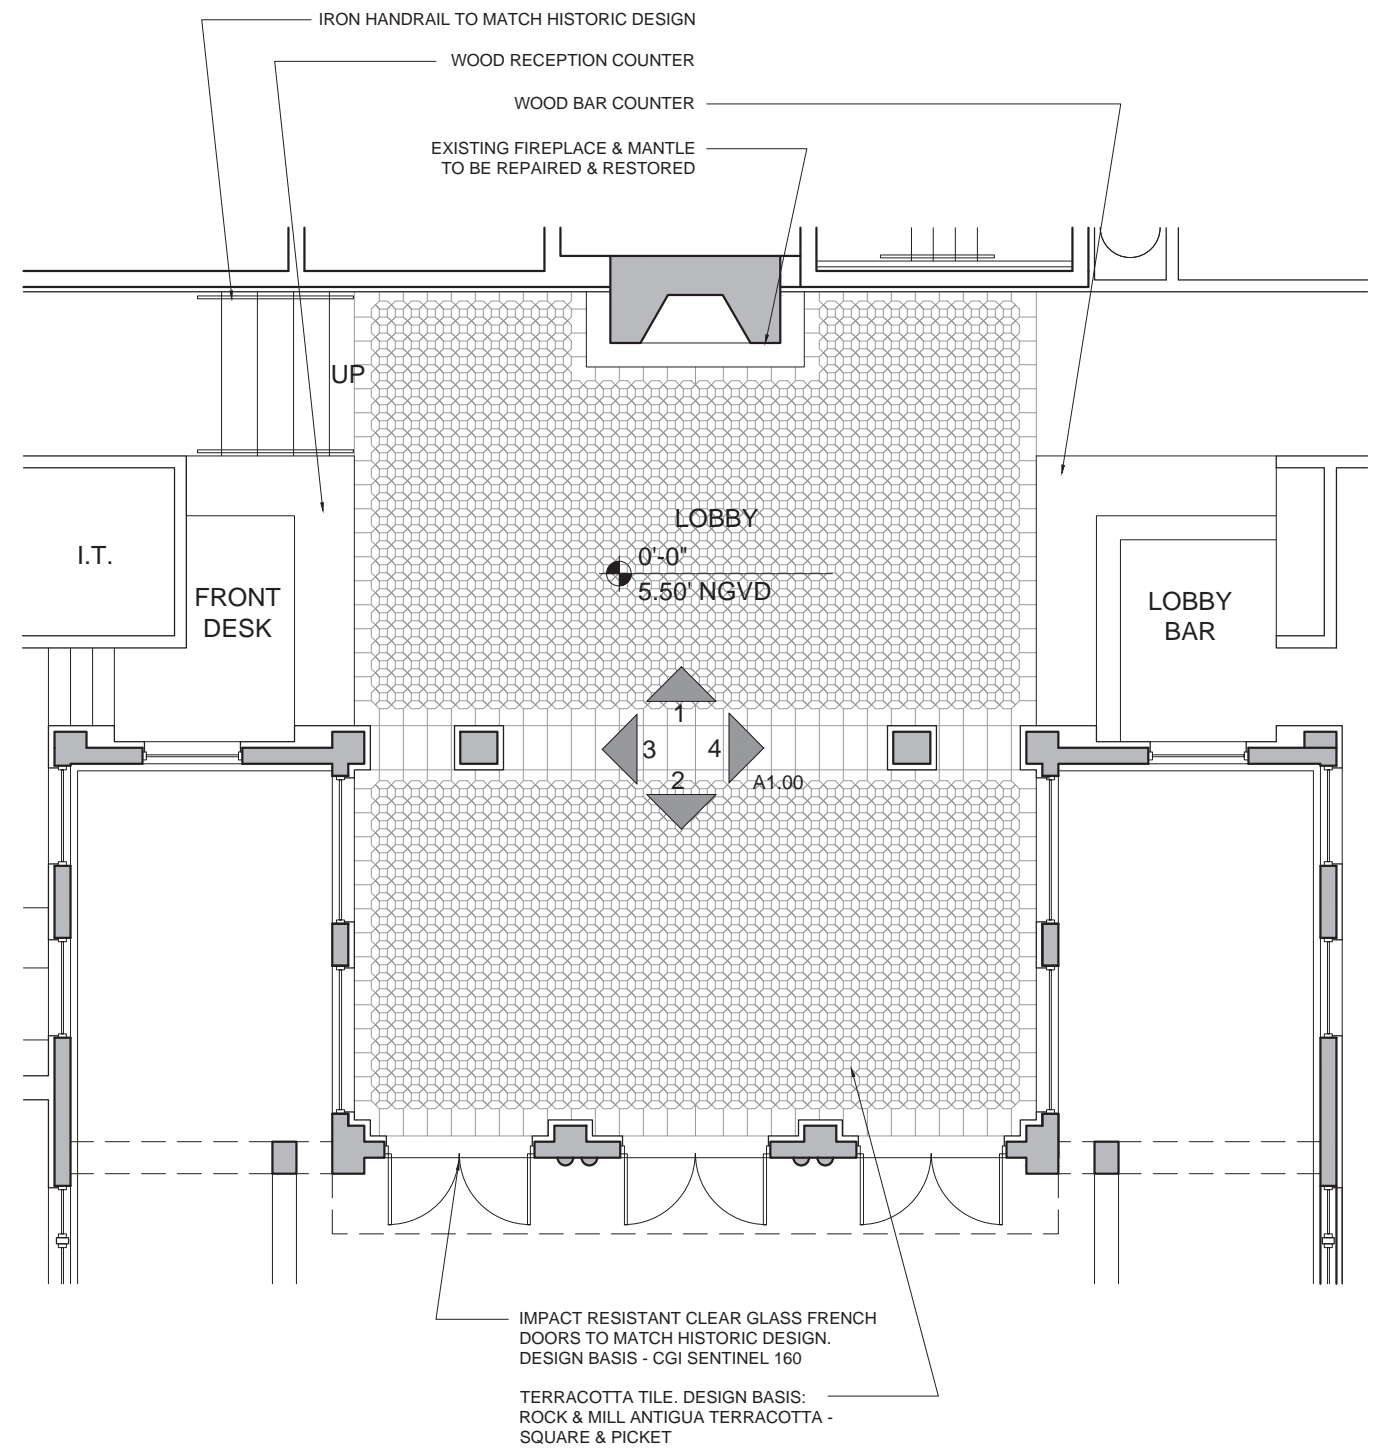 IRON HANDRAIL TO MATCH HISTORIC DESIGN
WOOD RECEPTION COUNTER
WOOD BAR COUNTER
EXISTING FIREPLACE & MANTLE
TO BE REPAIRED & RESTORED
UP
LOBBY
0'-0"
5.50' NGVD
I.T.
FRONT
DESK
LOBBY
BAR
1
3
4
2
A1.00
IMPACT RESISTANT CLEAR GLASS FRENCH
DOORS TO MATCH HISTORIC DESIGN.
DESIGN BASIS - CGI SENTINEL 160
TERRACOTTA TILE. DESIGN BASIS:
ROCK & MILL ANTIGUA TERRACOTTA -
SQUARE & PICKET